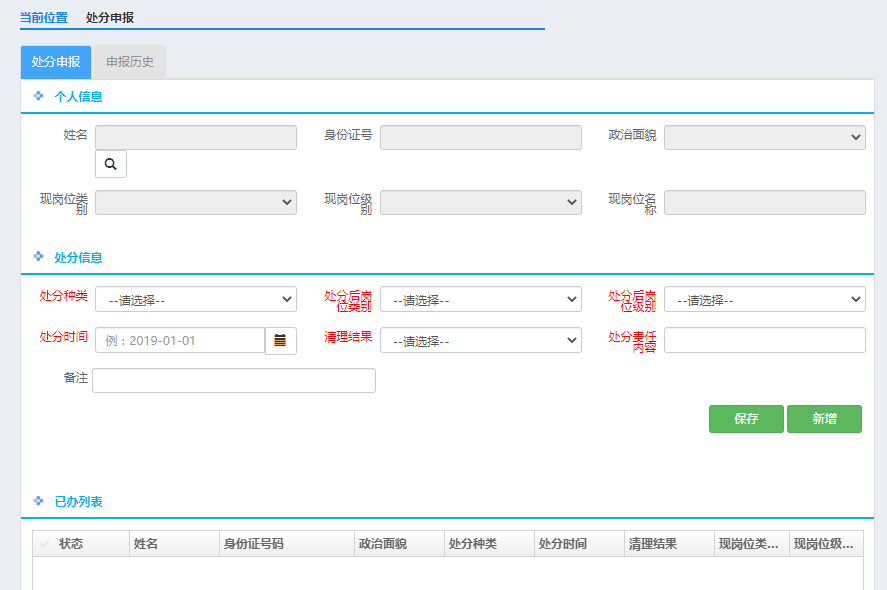 当前位置 处分申报
处分申报 申报历史
个人信息
姓名 身份证号 政治面貌
现岗位类别 现岗位级别 现岗位名称
处分信息
处分种类 --请选择-- 处分后岗位类别 --请选择-- 处分后岗位级别 --请选择--
处分时间 例：2019-01-01 清理结果 --请选择-- 处分责任内容
备注
保存 新增
已办列表
状态 姓名 身份证号码 政治面貌 处分种类 处分时间 清理结果 现岗位类... 现岗位级...